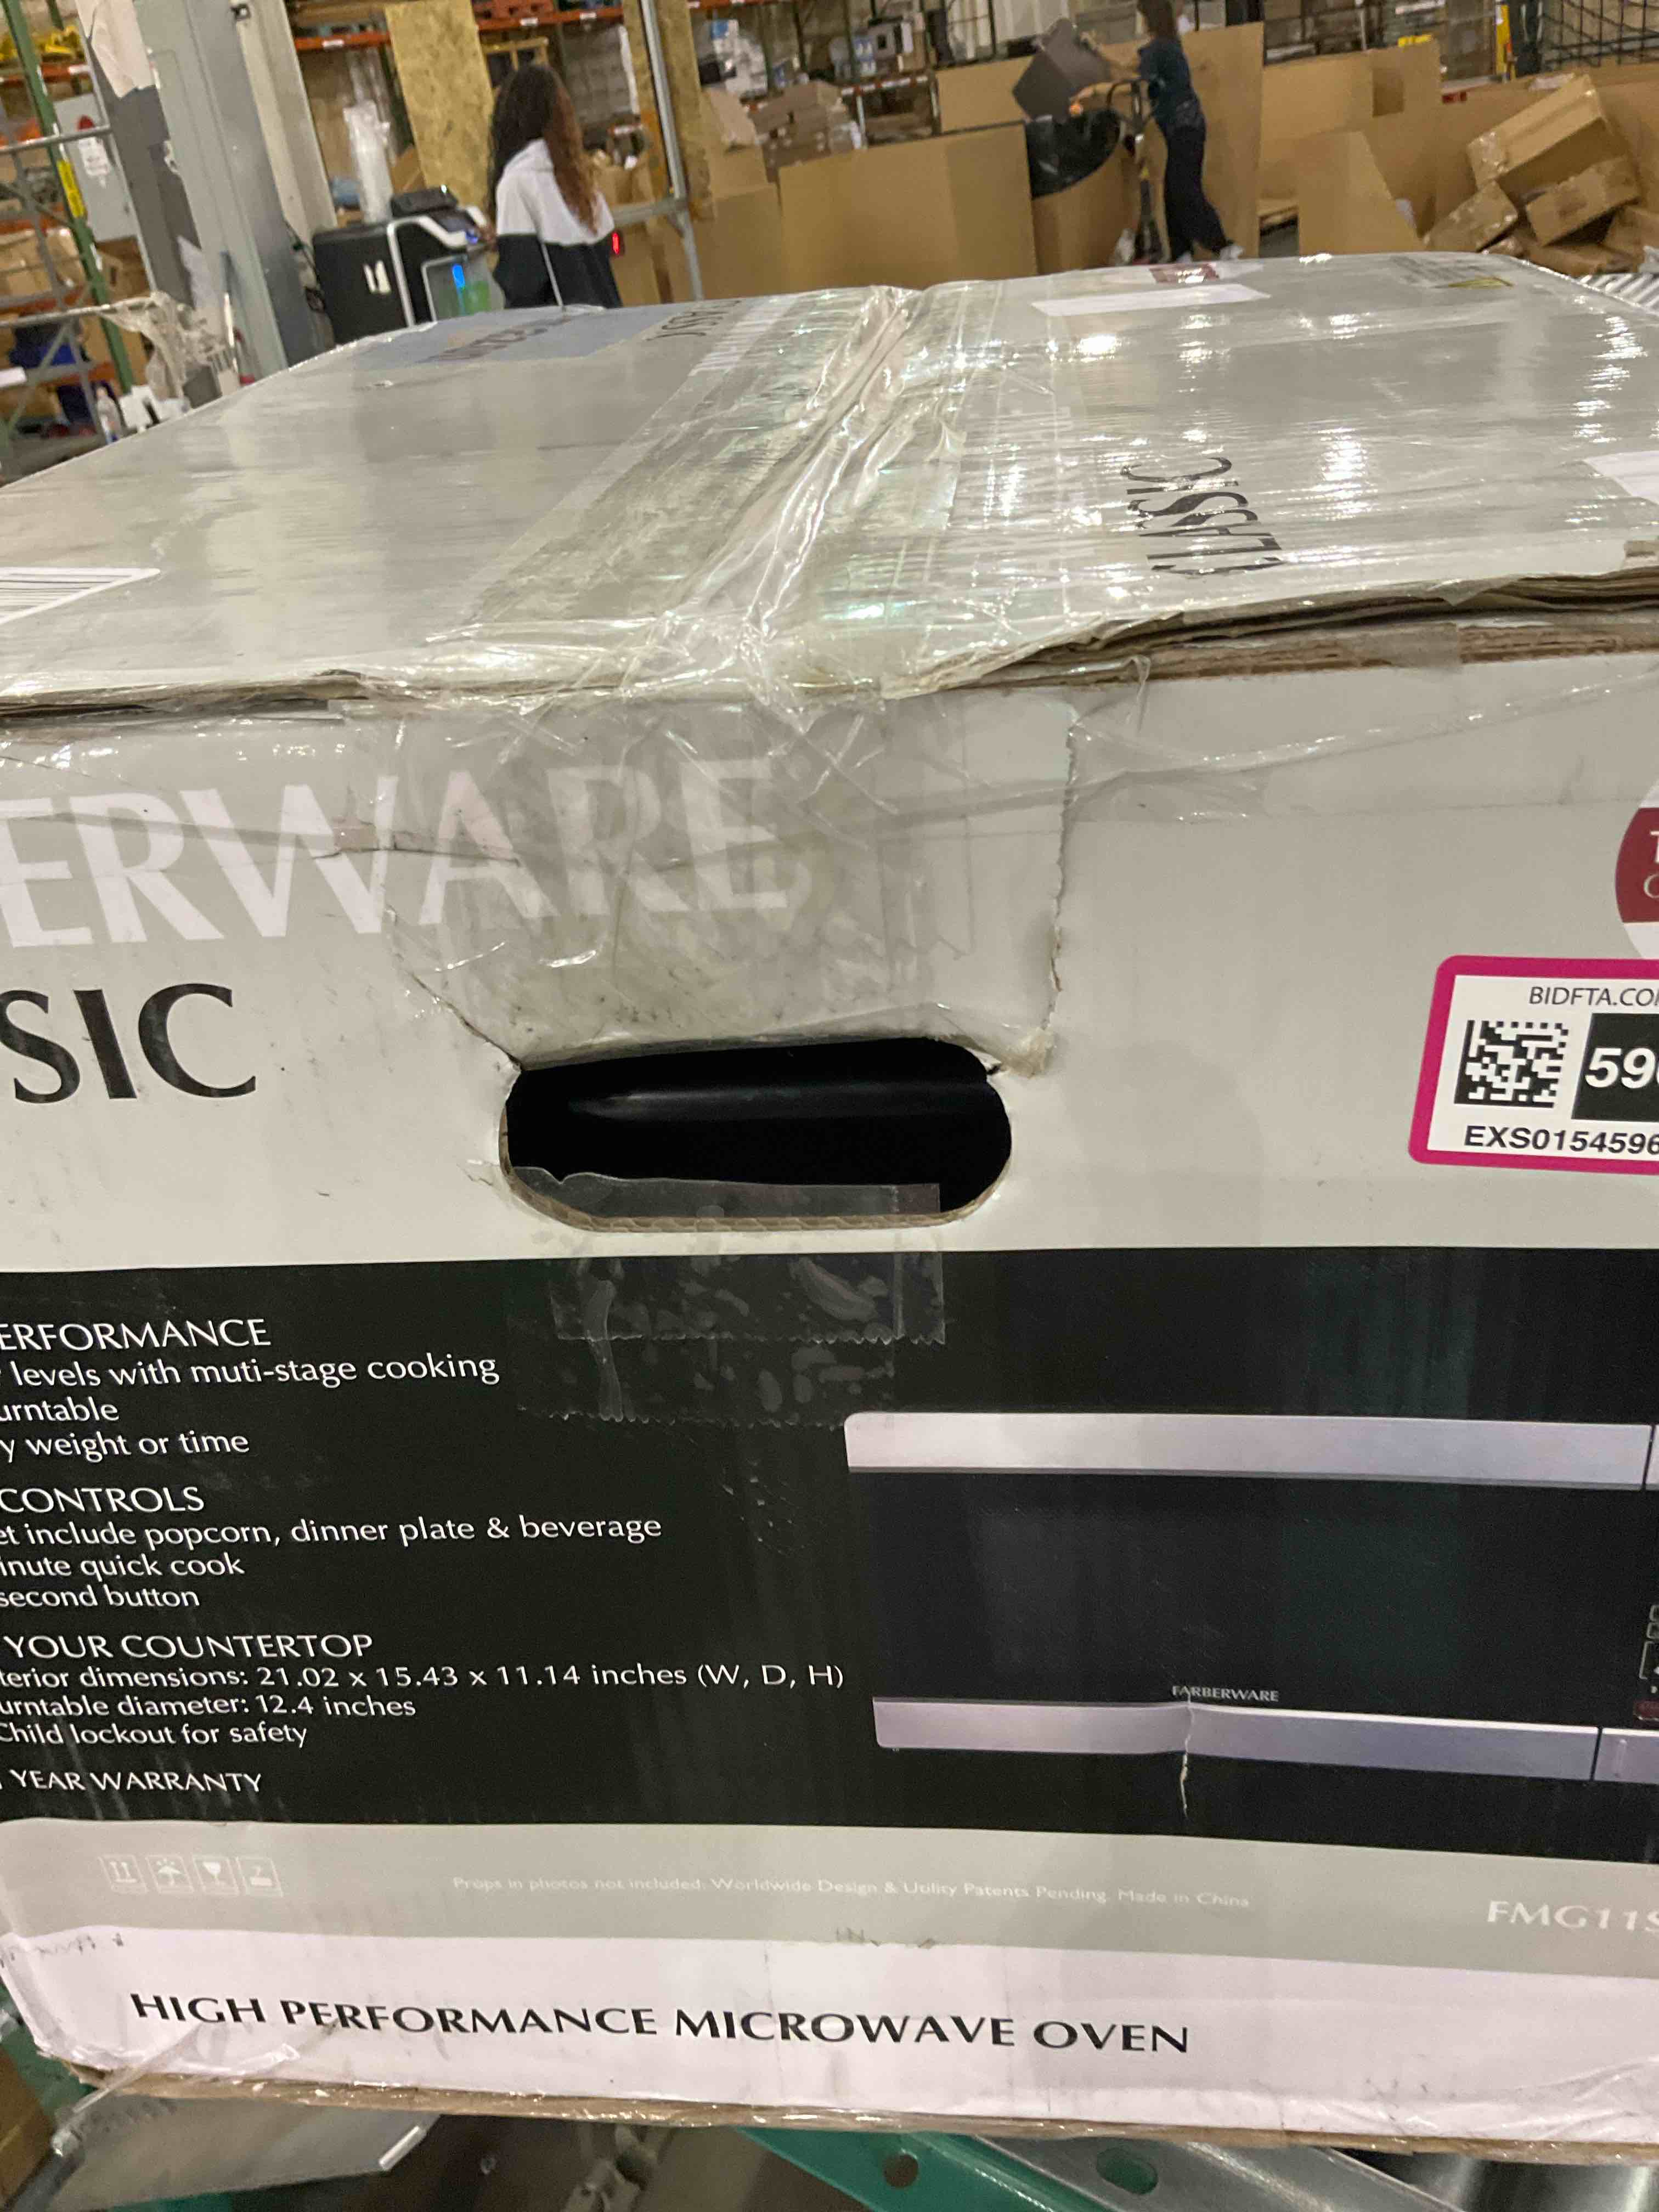 CLASSIC
ERWARE
SIC
BIDFTA.CO
59
EXS0154596
ERFORMANCE
levels with muti-stage cooking
urntable
y weight or time
CONTROLS
et include popcorn, dinner plate & beverage
inute quick cook
second button
YOUR COUNTERTOP
terior dimensions: 21.02 x 15.43 x 11.14 inches (W, D, H)
urntable diameter: 12.4 inches
Child lockout for safety
YEAR WARRANTY
FARBERWARE
Props in photos not included. Worldwide Design & Utility Patents Pending. Made in China
FMG11S
HIGH PERFORMANCE MICROWAVE OVEN